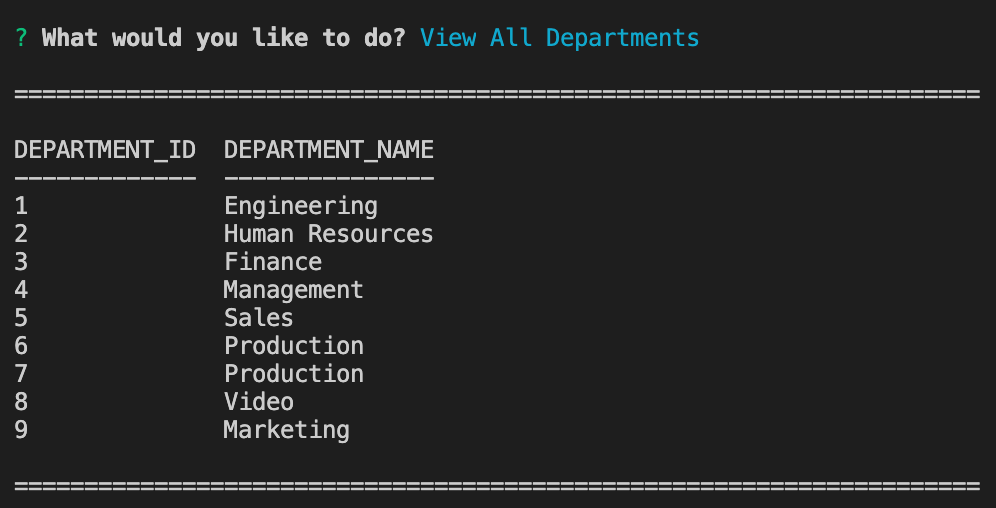 ? What would you like to do? View All Departments
=====================================================================
DEPARTMENT_ID  DEPARTMENT_NAME
-------------  ---------------
1              Engineering
2              Human Resources
3              Finance
4              Management
5              Sales
6              Production
7              Production
8              Video
9              Marketing
=====================================================================